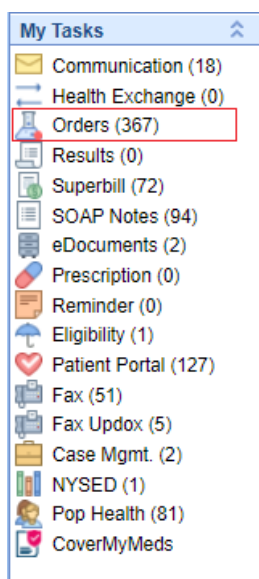 My Tasks
Communication (18)
Health Exchange (0)
Orders (367)
Results (0)
Superbill (72)
SOAP Notes (94)
eDocuments (2)
Prescription (0)
Reminder (0)
Eligibility (1)
Patient Portal (127)
Fax (51)
Fax Updox (5)
Case Mgmt. (2)
NYSED (1)
Pop Health (81)
CoverMyMeds